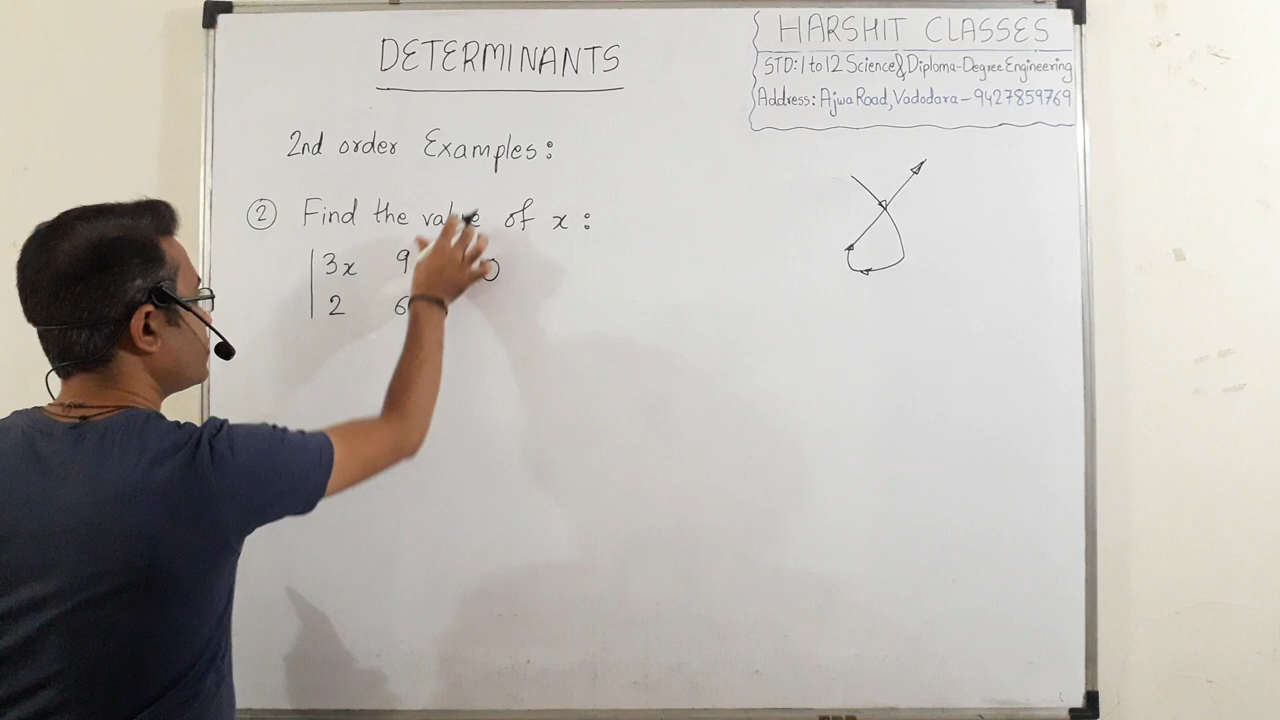 DETERMINANTS
HARSHIT CLASSES
STD: 1 to 12 Science & Diploma-Degree Engineering
Address: Ajwa Road, Vadodara - 9427859769
2nd order Examples:
② Find the value of x:
3x 9 0
2 6